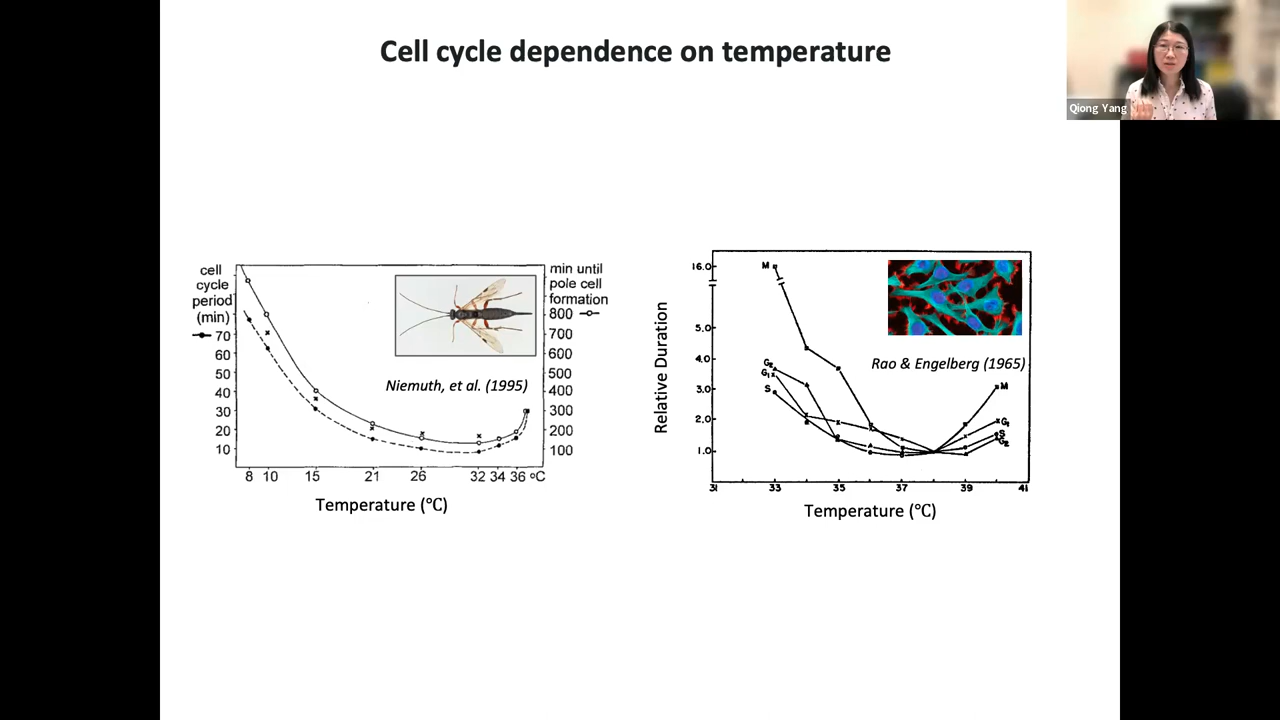 Cell cycle dependence on temperature
Qiong Yang
cell
cycle
period
(min)
70
60
50
40
30
20
10
8 10 15 21 26 32 34 36 °C
Temperature (℃)
min until
pole cell
formation
800
700
600
500
400
300
200
100
Niemuth, et al. (1995)
Relative Duration
16.0
5.0
4.0
3.0
2.0
1.0
M
G₂
G₁
S
Rao & Engelberg (1965)
M
G₁
S
G₂
31 33 35 37 39 41
Temperature (℃)